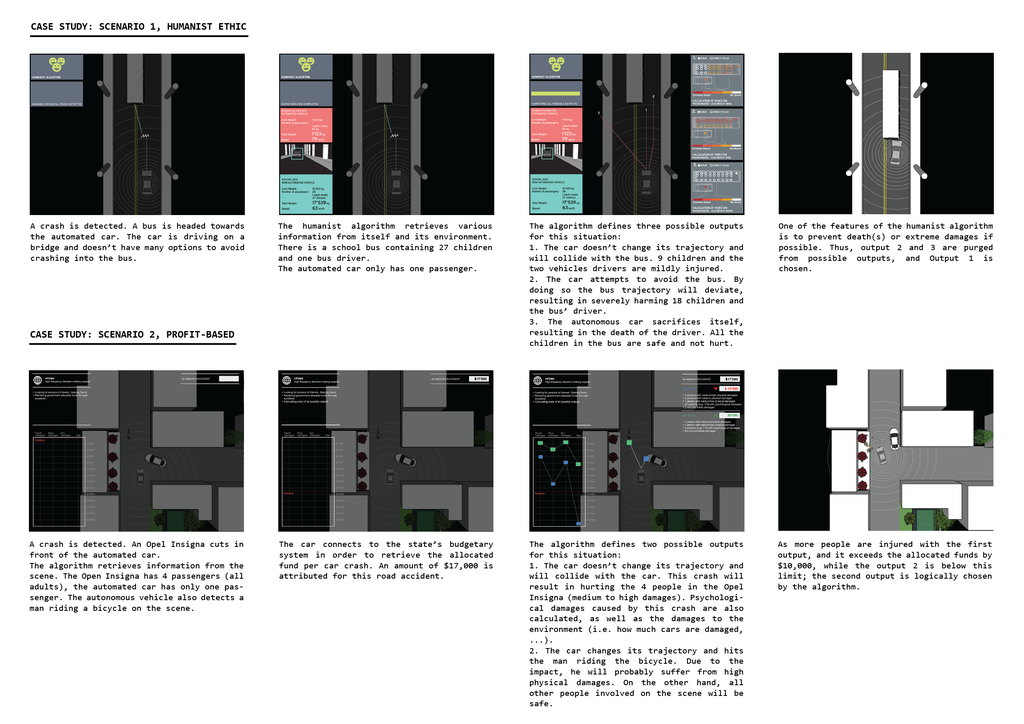 CASE STUDY: SCENARIO 1, HUMANIST ETHIC
A crash is detected. A bus is headed towards
the automated car. The car is driving on a
bridge and doesn't have many options to avoid
crashing into the bus.
The humanist algorithm retrieves various
information from itself and its environment.
There is a school bus containing 27 children
and one bus driver.
The automated car only has one passenger.
The algorithm defines three possible outputs
for this situation:
1. The car doesn't change its trajectory and
will collide with the bus. 9 children and the
two vehicles drivers are mildly injured.
2. The car attempts to avoid the bus. By
doing so the bus trajectory will deviate,
resulting in severely harming 18 children and
the bus' driver.
3. The autonomous car sacrifices itself,
resulting in the death of the driver. All the
children in the bus are safe and not hurt.
One of the features of the humanist algorithm
is to prevent death(s) or extreme damages if
possible. Thus, output 2 and 3 are purged
from possible outputs, and Output 1 is
chosen.
CASE STUDY: SCENARIO 2, PROFIT-BASED
A crash is detected. An Opel Insigna cuts in
front of the automated car.
The algorithm retrieves information from the
scene. The Open Insigna has 4 passengers (all
adults), the automated car has only one pas-
senger. The autonomous vehicle also detects a
man riding a bicycle on the scene.
The car connects to the state's budgetary
system in order to retrieve the allocated
fund per car crash. An amount of $17,000 is
attributed for this road accident.
The algorithm defines two possible outputs
for this situation:
1. The car doesn't change its trajectory and
will collide with the car. This crash will
result in hurting the 4 people in the Opel
Insigna (medium to high damages). Psychologi-
cal damages caused by this crash are also
calculated, as well as the damages to the
environment (i.e. how much cars are damaged,
...).
2. The car changes its trajectory and hits
the man riding the bicycle. Due to the
impact, he will probably suffer from high
physical damages. On the other hand, all
other people involved on the scene will be
safe.
As more people are injured with the first
output, and it exceeds the allocated funds by
$10,000, while the output 2 is below this
limit; the second output is logically chosen
by the algorithm.